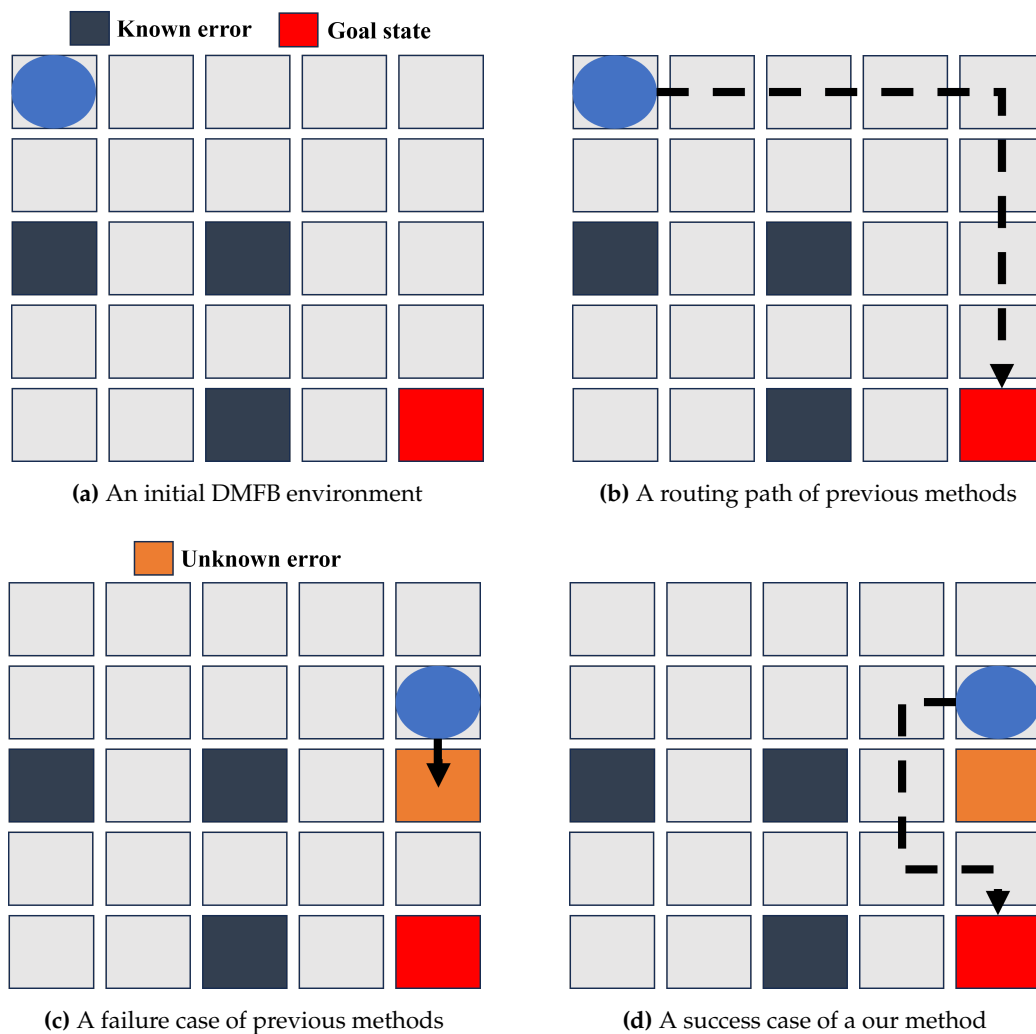 Known error Goal state
(a) An initial DMFB environment
(b) A routing path of previous methods
Unknown error
(c) A failure case of previous methods
(d) A success case of a our method